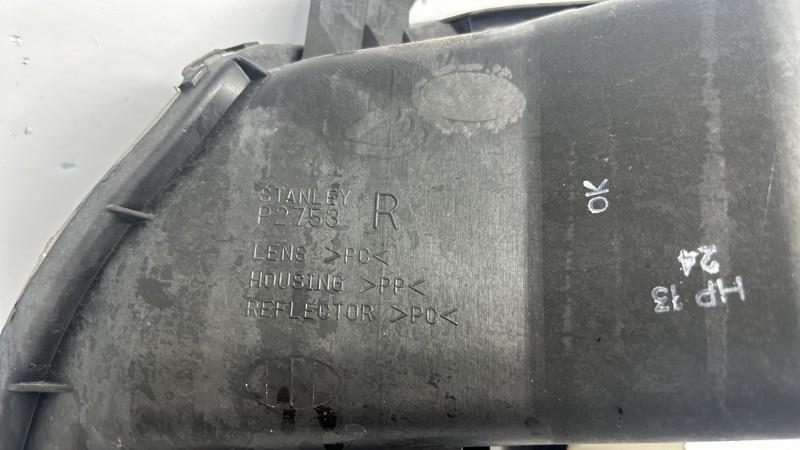 STANLEY
P2753 R
LENS >PC<
HOUSING >PP<
REFLECTOR >PC<
OK
HP 13
24